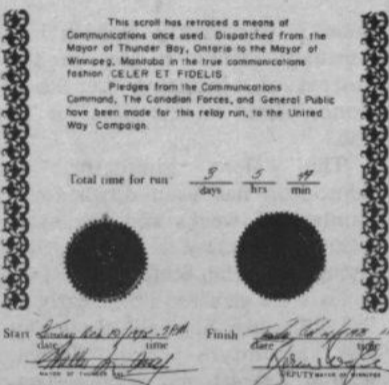 This scroll has retraced a means of
Communications once used. Dispatched from the
Mayor of Thunder Bay, Ontario to the Mayor of
Winnipeg, Manitoba in the true communications
fashion CELER ET FIDELIS.
Pledges from the Communications
Command, The Canadian Forces, and General Public
have been made for this relay run, to the United
Way Campaign.
Total time for run 3 5
days hrs min
Start Finish
date time date time
MAYOR OF THUNDER BAY DEPUTY MAYOR OF WINNIPEG